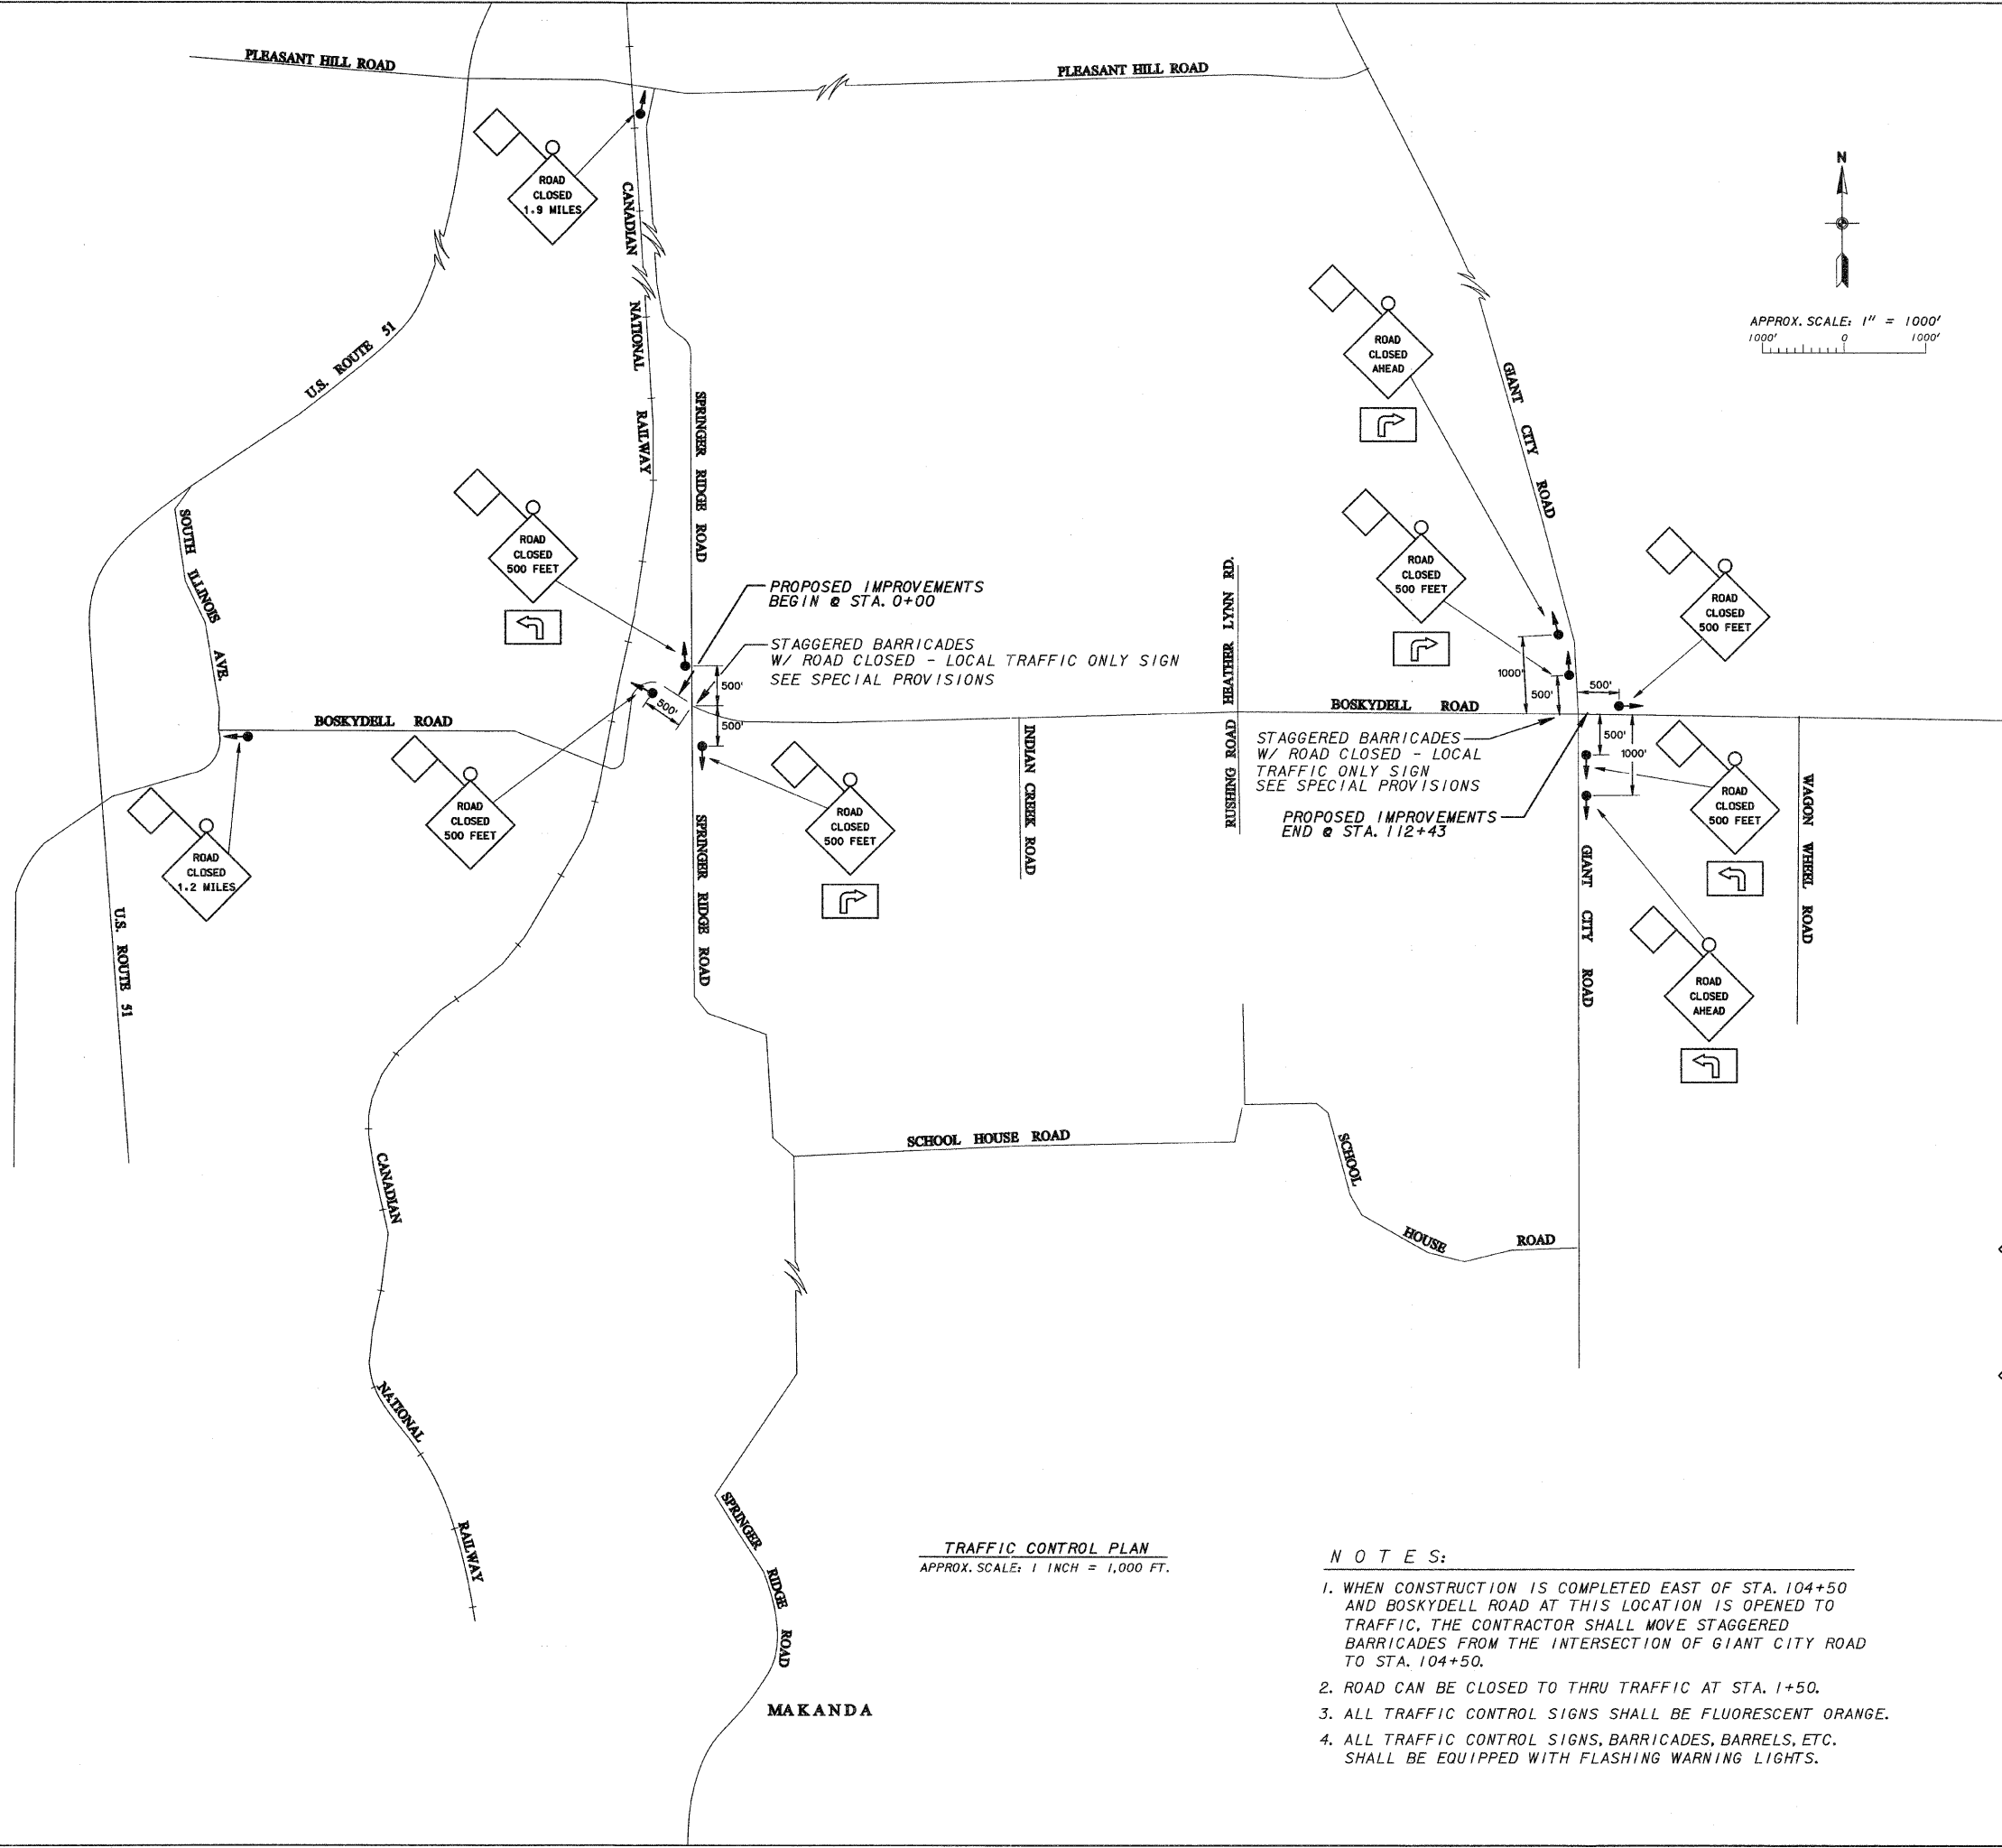 PLEASANT HILL ROAD
PLEASANT HILL ROAD
ROAD
CLOSED
1.9 MILES
CANADIAN
NATIONAL
RAILWAY
N
APPROX. SCALE: 1" = 1000'
1000' 0 1000'
U.S. ROUTE 51
ROAD
CLOSED
AHEAD
GIANT
CITY
ROAD
SPRINGER RIDGE ROAD
SOUTH
ILLINOIS
AVE.
ROAD
CLOSED
500 FEET
PROPOSED IMPROVEMENTS
BEGIN @ STA. 0+00
STAGGERED BARRICADES
W/ ROAD CLOSED - LOCAL TRAFFIC ONLY SIGN
SEE SPECIAL PROVISIONS
500'
500'
500'
RUSHING ROAD HEATHER LYNN RD.
ROAD
CLOSED
500 FEET
ROAD
CLOSED
500 FEET
1000'
500'
500'
BOSKYDELL ROAD
BOSKYDELL ROAD
STAGGERED BARRICADES
W/ ROAD CLOSED - LOCAL
TRAFFIC ONLY SIGN
SEE SPECIAL PROVISIONS
PROPOSED IMPROVEMENTS
END @ STA. 112+43
500'
1000'
ROAD
CLOSED
500 FEET
ROAD
CLOSED
1.2 MILES
ROAD
CLOSED
500 FEET
ROAD
CLOSED
500 FEET
SPRINGER RIDGE ROAD
INDIAN CREEK ROAD
WAGON WHEEL ROAD
GIANT CITY ROAD
U.S. ROUTE 51
ROAD
CLOSED
AHEAD
SCHOOL HOUSE ROAD
SCHOOL
HOUSE
ROAD
CANADIAN
NATIONAL
RAILWAY
SPRINGER
RIDGE
ROAD
MAKANDA
TRAFFIC CONTROL PLAN
APPROX. SCALE: 1 INCH = 1,000 FT.
NOTES:
1. WHEN CONSTRUCTION IS COMPLETED EAST OF STA. 104+50
AND BOSKYDELL ROAD AT THIS LOCATION IS OPENED TO
TRAFFIC, THE CONTRACTOR SHALL MOVE STAGGERED
BARRICADES FROM THE INTERSECTION OF GIANT CITY ROAD
TO STA. 104+50.
2. ROAD CAN BE CLOSED TO THRU TRAFFIC AT STA. 1+50.
3. ALL TRAFFIC CONTROL SIGNS SHALL BE FLUORESCENT ORANGE.
4. ALL TRAFFIC CONTROL SIGNS, BARRICADES, BARRELS, ETC.
SHALL BE EQUIPPED WITH FLASHING WARNING LIGHTS.